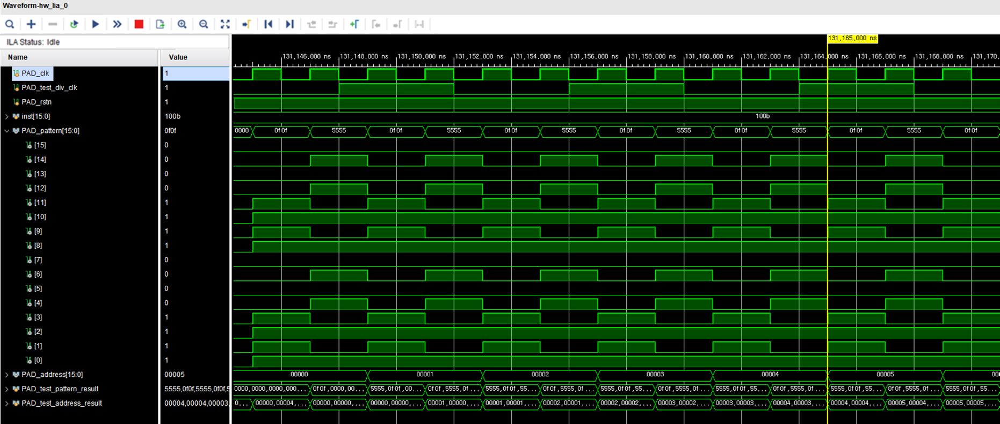 Waveform-hw_lia_0
131,165.000 ns
ILA Status: Idle
Name Value 131,146.000 ns 131,148.000 ns 131,150.000 ns 131,152.000 ns 131,154.000 ns 131,156.000 ns 131,158.000 ns 131,160.000 ns 131,162.000 ns 131,164.000 ns 131,166.000 ns 131,168.000 ns 131,170.
PAD_clk 1
PAD_test_div_clk 1
PAD_rstn 1
inst[15:0] 100b 100b
PAD_pattern[15:0] 0f0f 0000 0f0f 5555 0f0f 5555 0f0f 5555 0f0f 5555 0f0f 5555 0f0f 5555 0f0f
[15] 0
[14] 0
[13] 0
[12] 0
[11] 1
[10] 1
[9] 1
[8] 1
[7] 0
[6] 0
[5] 0
[4] 0
[3] 1
[2] 1
[1] 1
[0] 1
PAD_address[15:0] 00005 00000 00001 00002 00003 00004 00005 00
PAD_test_pattern_result 5555,0f0f,5555,0f0f,5 0000,0000,0000,000... 0f0f,0000,00... 5555,0f0f,00... 0f0f,5555,0f... 5555,0f0f,55... 0f0f,5555,0f... 5555,0f0f,55... 0f0f,5555,0f 5555,0f0f,55... 0f0f,5555,0f... 5555,0f0f,55... 0f0f,5555,0f... 5555,0f0f,55...
PAD_test_address_result 00004,00004,00003, 0... 00000,00004,... 00000,00000,... 00000,00000,... 00001,00000,... 00001,00001,... 00002,00001,... 00002,00002,... 00003,00002,... 00003,00003,... 00004,00003... 00004,00004,... 00005,00004,... 00005,00005,...